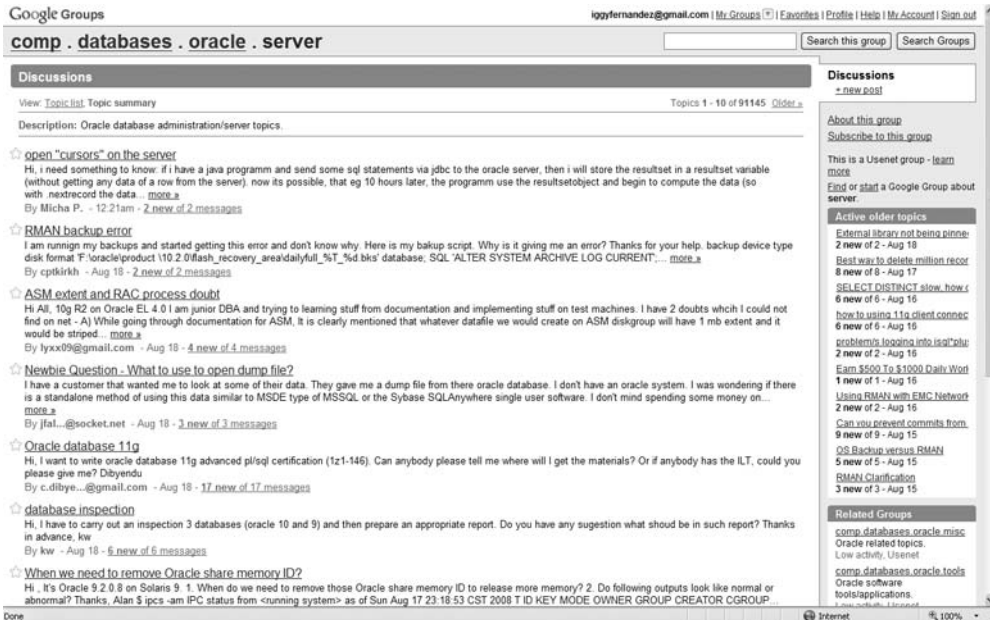 Google Groups
iggyfernandez@gmail.com | My Groups | Favorites | Profile | Help | My Account | Sign out
comp . databases . oracle . server
Search this group
Search Groups
Discussions
View: Topic list, Topic summary
Topics 1 - 10 of 91145 Older »
Description: Oracle database administration/server topics.
open "cursors" on the server
Hi, i need something to know: if i have a java programm and send some sql statements via jdbc to the oracle server, then i will store the resultset in a resultset variable
(without getting any data of a row from the server). now its possible, that eg 10 hours later, the programm use the resultsetobject and begin to compute the data (so
with .nextrecord the data... more »
By Micha P. - 12:21am - 2 new of 2 messages
RMAN backup error
I am runnign my backups and started getting this error and don't know why. Here is my bakup script. Why is it giving me an error? Thanks for your help. backup device type
disk format 'F:\oracle\product \10.2.0\flash_recovery_area\dailyfull_%T_%d.bks' database; SQL 'ALTER SYSTEM ARCHIVE LOG CURRENT';... more »
By cptkirkh - Aug 18 - 2 new of 2 messages
ASM extent and RAC process doubt
Hi All, 10g R2 on Oracle EL 4.0 I am junior DBA and trying to learning stuff from documentation and implementing stuff on test machines. I have 2 doubts whcih I could not
find on net - A) While going through documentation for ASM, It is clearly mentioned that whatever datafile we would create on ASM diskgroup will have 1 mb extent and it
would be striped... more »
By lyxx09@gmail.com - Aug 18 - 4 new of 4 messages
Newbie Question - What to use to open dump file?
I have a customer that wanted me to look at some of their data. They gave me a dump file from there oracle database. I don't have an oracle system. I was wondering if there
is a standalone method of using this data similar to MSDE type of MSSQL or the Sybase SQLAnywhere single user software. I don't mind spending some money on...
more »
By jfal...@socket.net - Aug 18 - 3 new of 3 messages
Oracle database 11g
Hi, I want to write oracle database 11g advanced pl/sql certification (1z1-146). Can anybody please tell me where will I get the materials? Or if anybody has the ILT, could you
please give me? Dibyendu
By c.dibye...@gmail.com - Aug 18 - 17 new of 17 messages
database inspection
Hi, I have to carry out an inspection 3 databases (oracle 10 and 9) and then prepare an appropriate report. Do you have any sugestion what shoud be in such report? Thanks
in advance, kw
By kw - Aug 18 - 6 new of 6 messages
When we need to remove Oracle share memory ID?
Hi , It's Oracle 9.2.0.8 on Solaris 9. 1. When do we need to remove those Oracle share memory ID to release more memory? 2. Do following outputs look like normal or
abnormal? Thanks, Alan $ ipcs -am IPC status from <running system> as of Sun Aug 17 23:18:53 CST 2008 T ID KEY MODE OWNER GROUP CREATOR CGROUP...
Discussions
+ new post
About this group
Subscribe to this group
This is a Usenet group - learn
more
Find or start a Google Group about
server.
Active older topics
External library not being pinne
2 new of 2 - Aug 18
Best way to delete million recor
8 new of 8 - Aug 17
SELECT DISTINCT slow, how c
6 new of 6 - Aug 16
how to using 11g client connec
6 new of 6 - Aug 16
problem/s logging into isql*plu
2 new of 2 - Aug 16
Earn $500 To $1000 Daily Worl
1 new of 1 - Aug 16
Using RMAN with EMC Network
2 new of 2 - Aug 16
Can you prevent commits from
9 new of 9 - Aug 15
OS Backup versus RMAN
5 new of 5 - Aug 15
RMAN Clarification
3 new of 3 - Aug 15
Related Groups
comp.databases.oracle.misc
Oracle related topics.
Low activity, Usenet
comp.databases.oracle.tools
Oracle software
tools/applications.
Low activity, Usenet
Done
Internet
100%